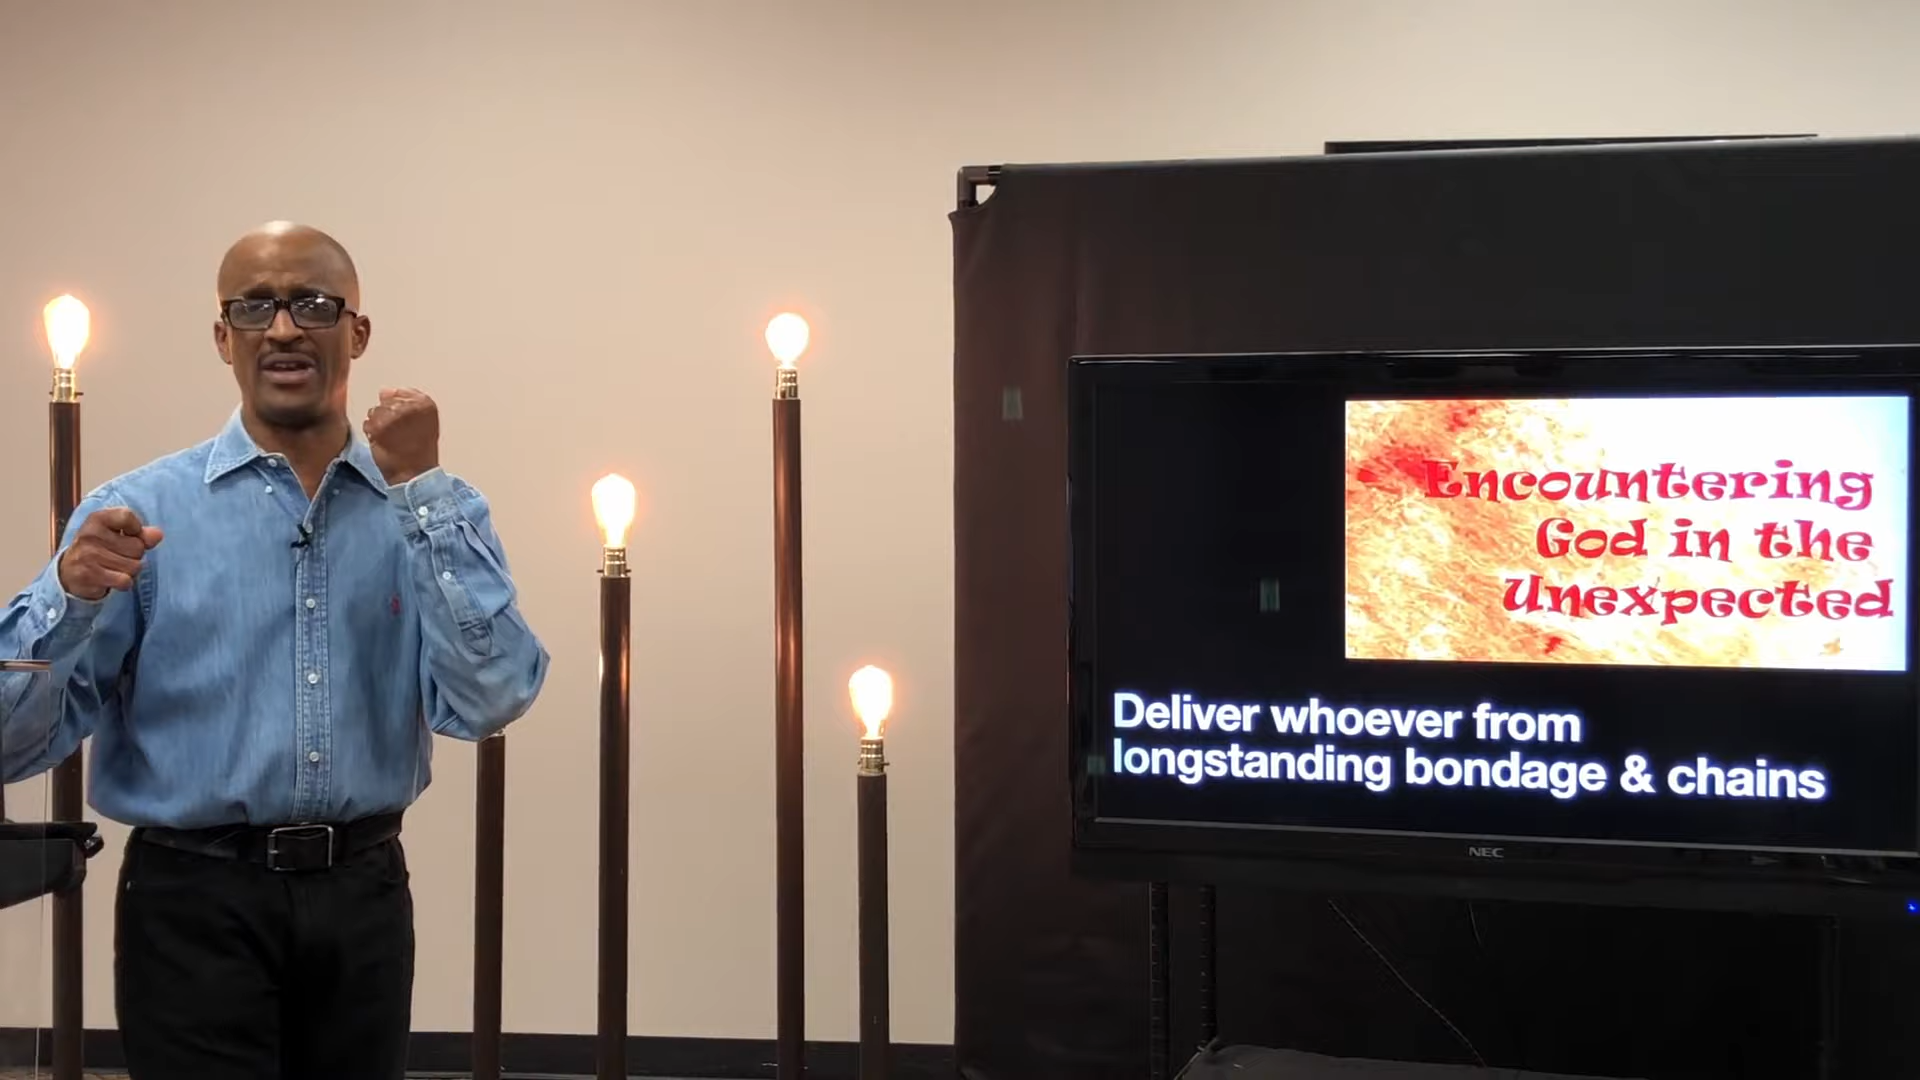 Encountering
God in the
Unexpected
Deliver whoever from
longstanding bondage & chains
NEC